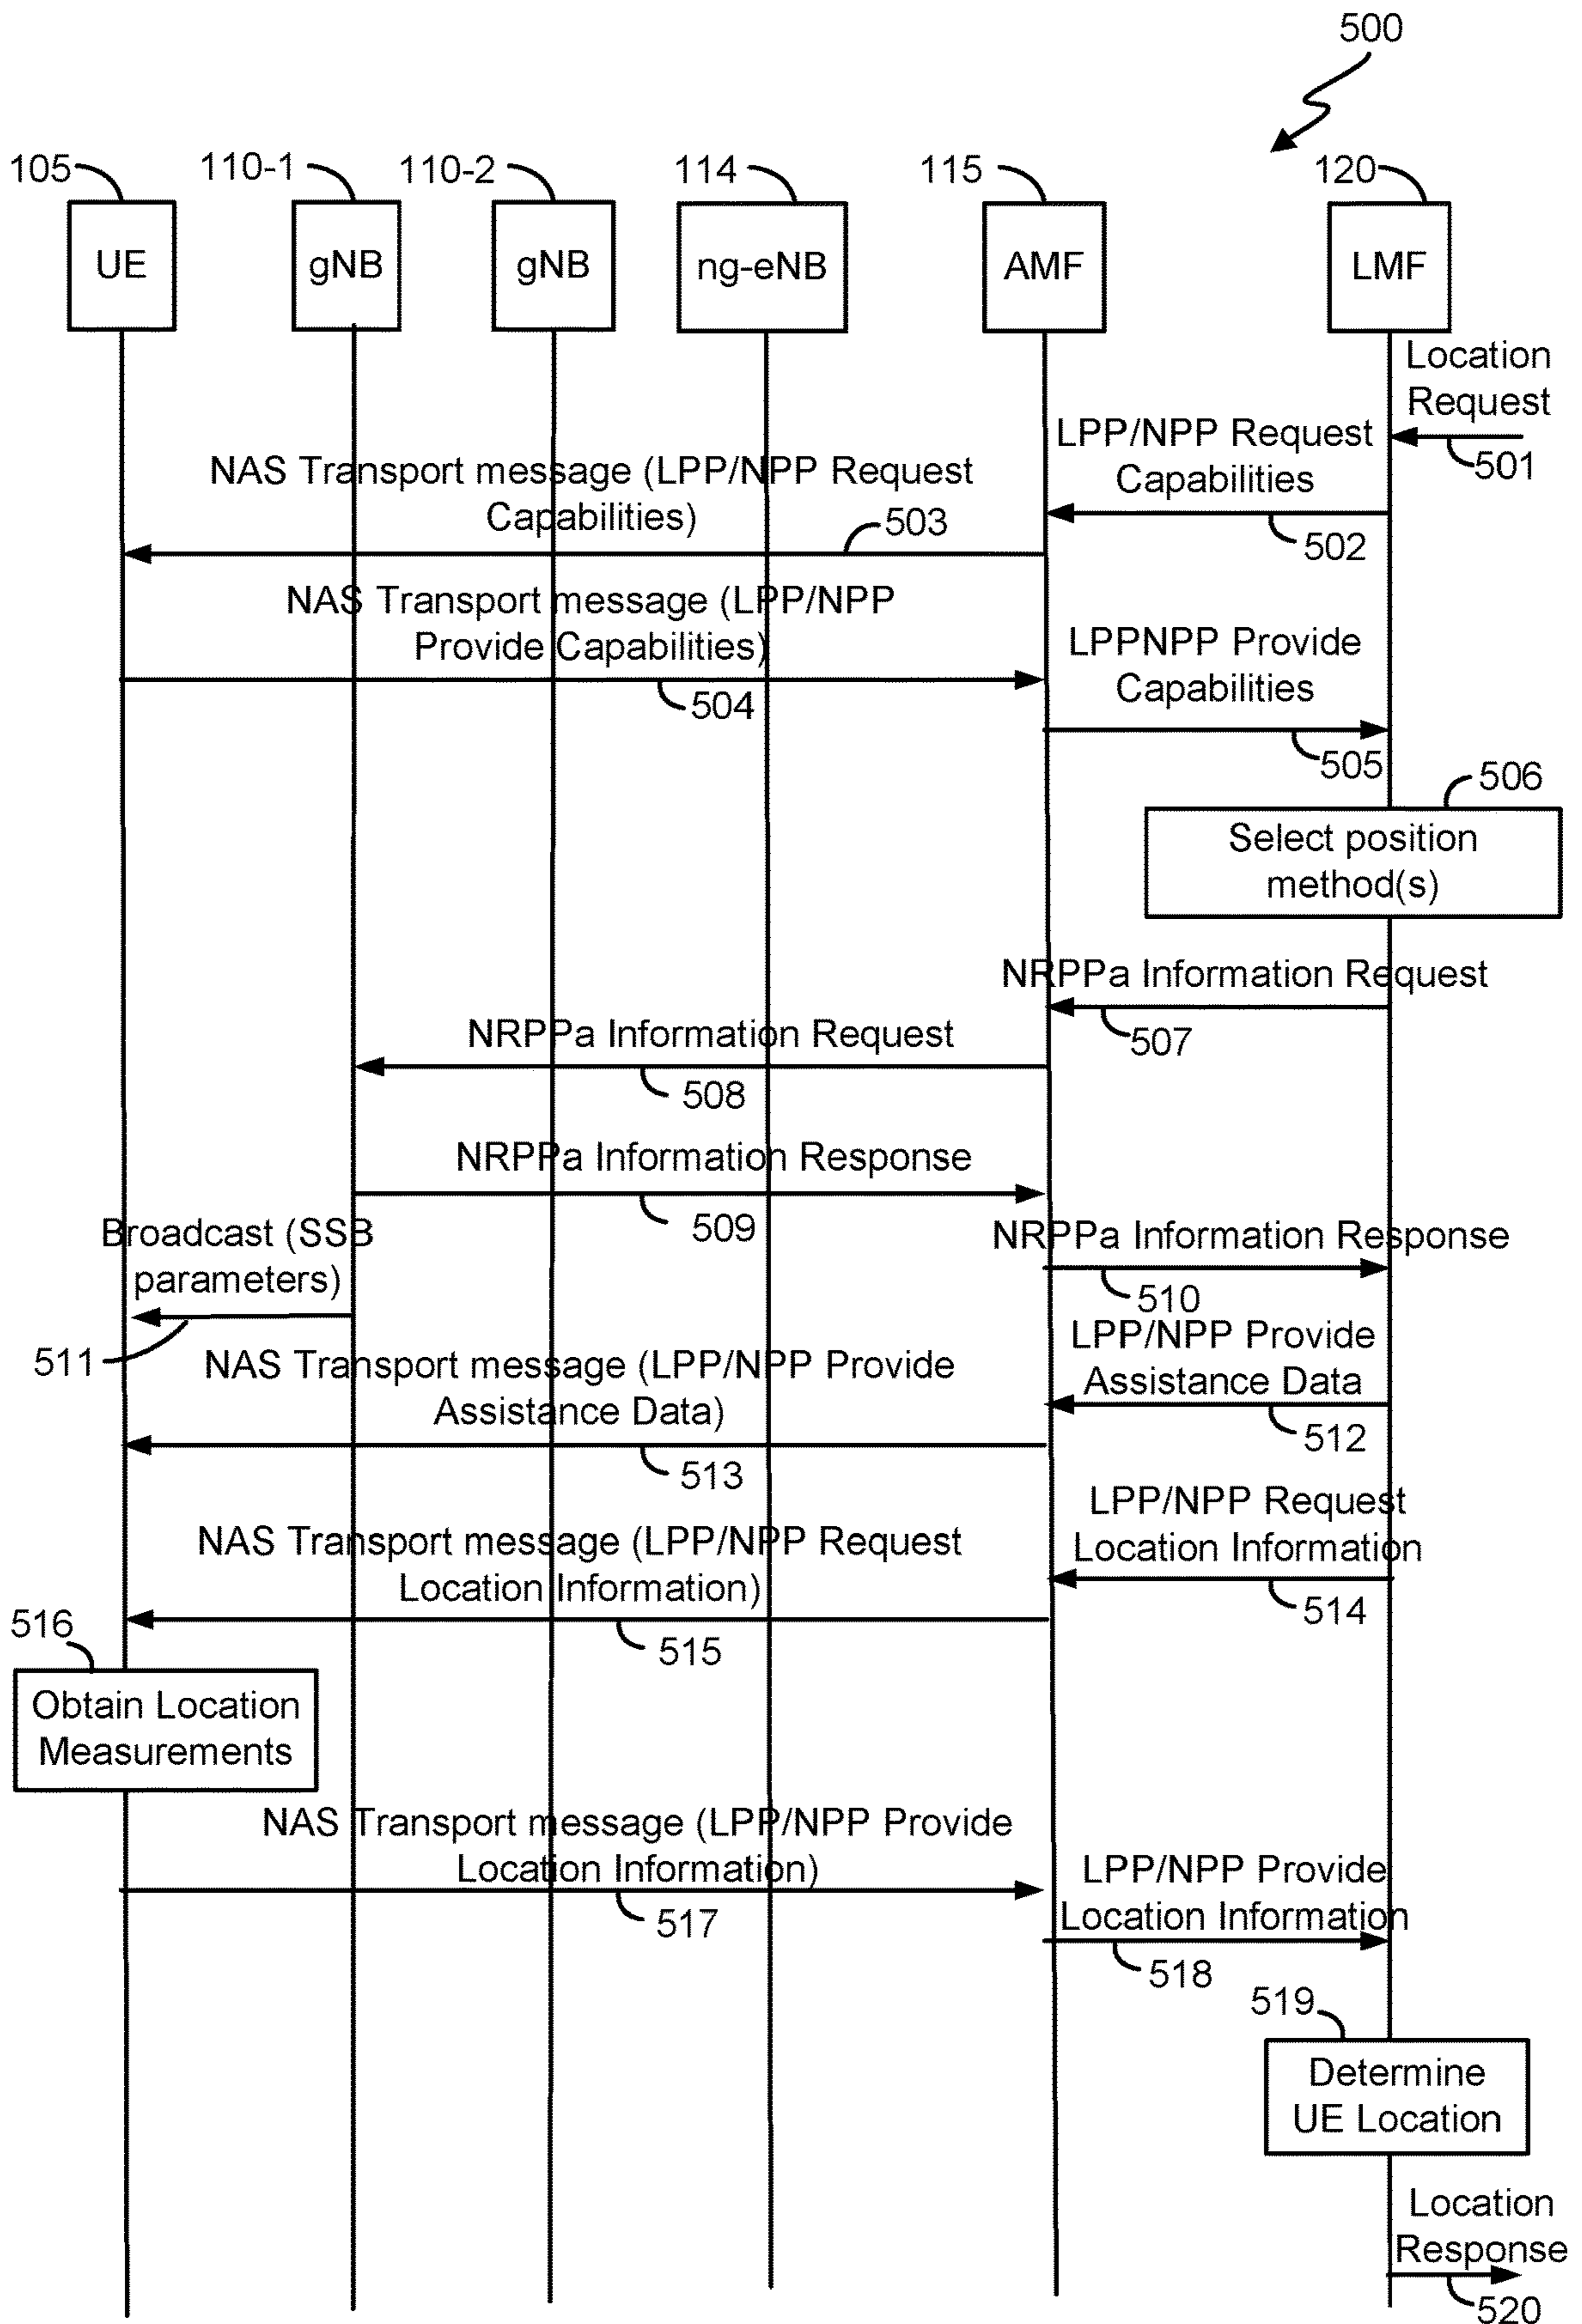 500
105
110-1
110-2
114
115
120
UE
gNB
gNB
ng-eNB
AMF
LMF
Location
Request
501
LPP/NPP Request
Capabilities
502
NAS Transport message (LPP/NPP Request
Capabilities)
503
NAS Transport message (LPP/NPP
Provide Capabilities)
504
LPPNPP Provide
Capabilities
505
506
Select position
method(s)
NRPPa Information Request
507
NRPPa Information Request
508
NRPPa Information Response
509
NRPPa Information Response
510
Broadcast (SSB
parameters)
511
LPP/NPP Provide
Assistance Data
512
NAS Transport message (LPP/NPP Provide
Assistance Data)
513
LPP/NPP Request
Location Information
514
NAS Transport message (LPP/NPP Request
Location Information)
515
516
Obtain Location
Measurements
NAS Transport message (LPP/NPP Provide
Location Information)
517
LPP/NPP Provide
Location Information
518
519
Determine
UE Location
Location
Response
520